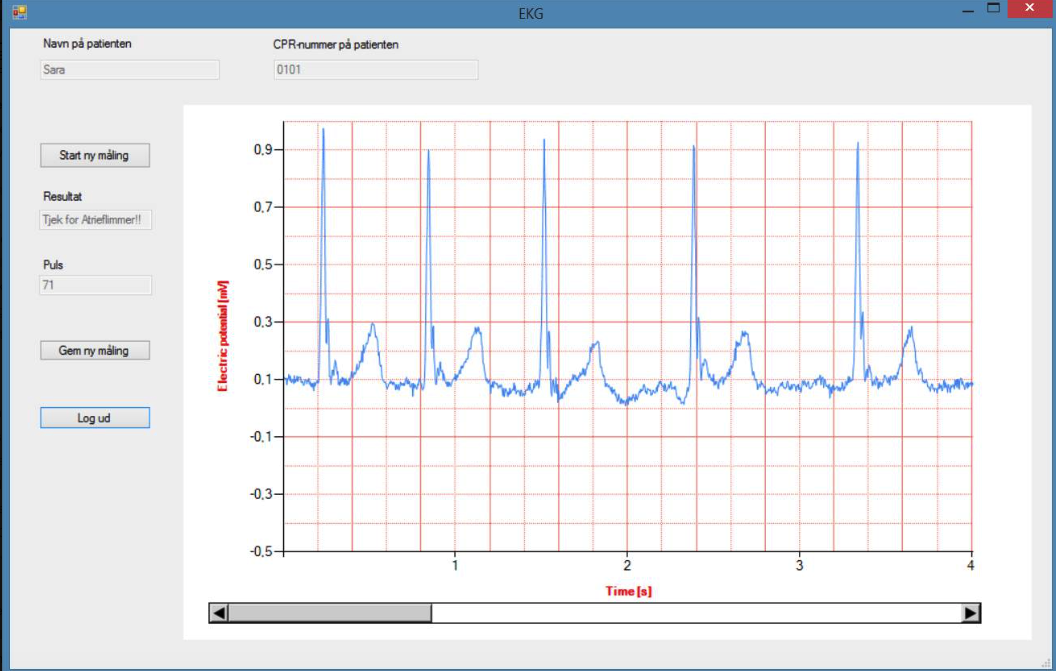 EKG
Navn på patienten
CPR-nummer på patienten
Sara
0101
Start ny måling
Resultat
Tjek for Atrieflimmer!!
Puls
71
Gem ny måling
Log ud
Electric potential [mV]
0,9
0,7
0,5
0,3
0,1
-0,1
-0,3
-0,5
1
2
3
4
Time [s]